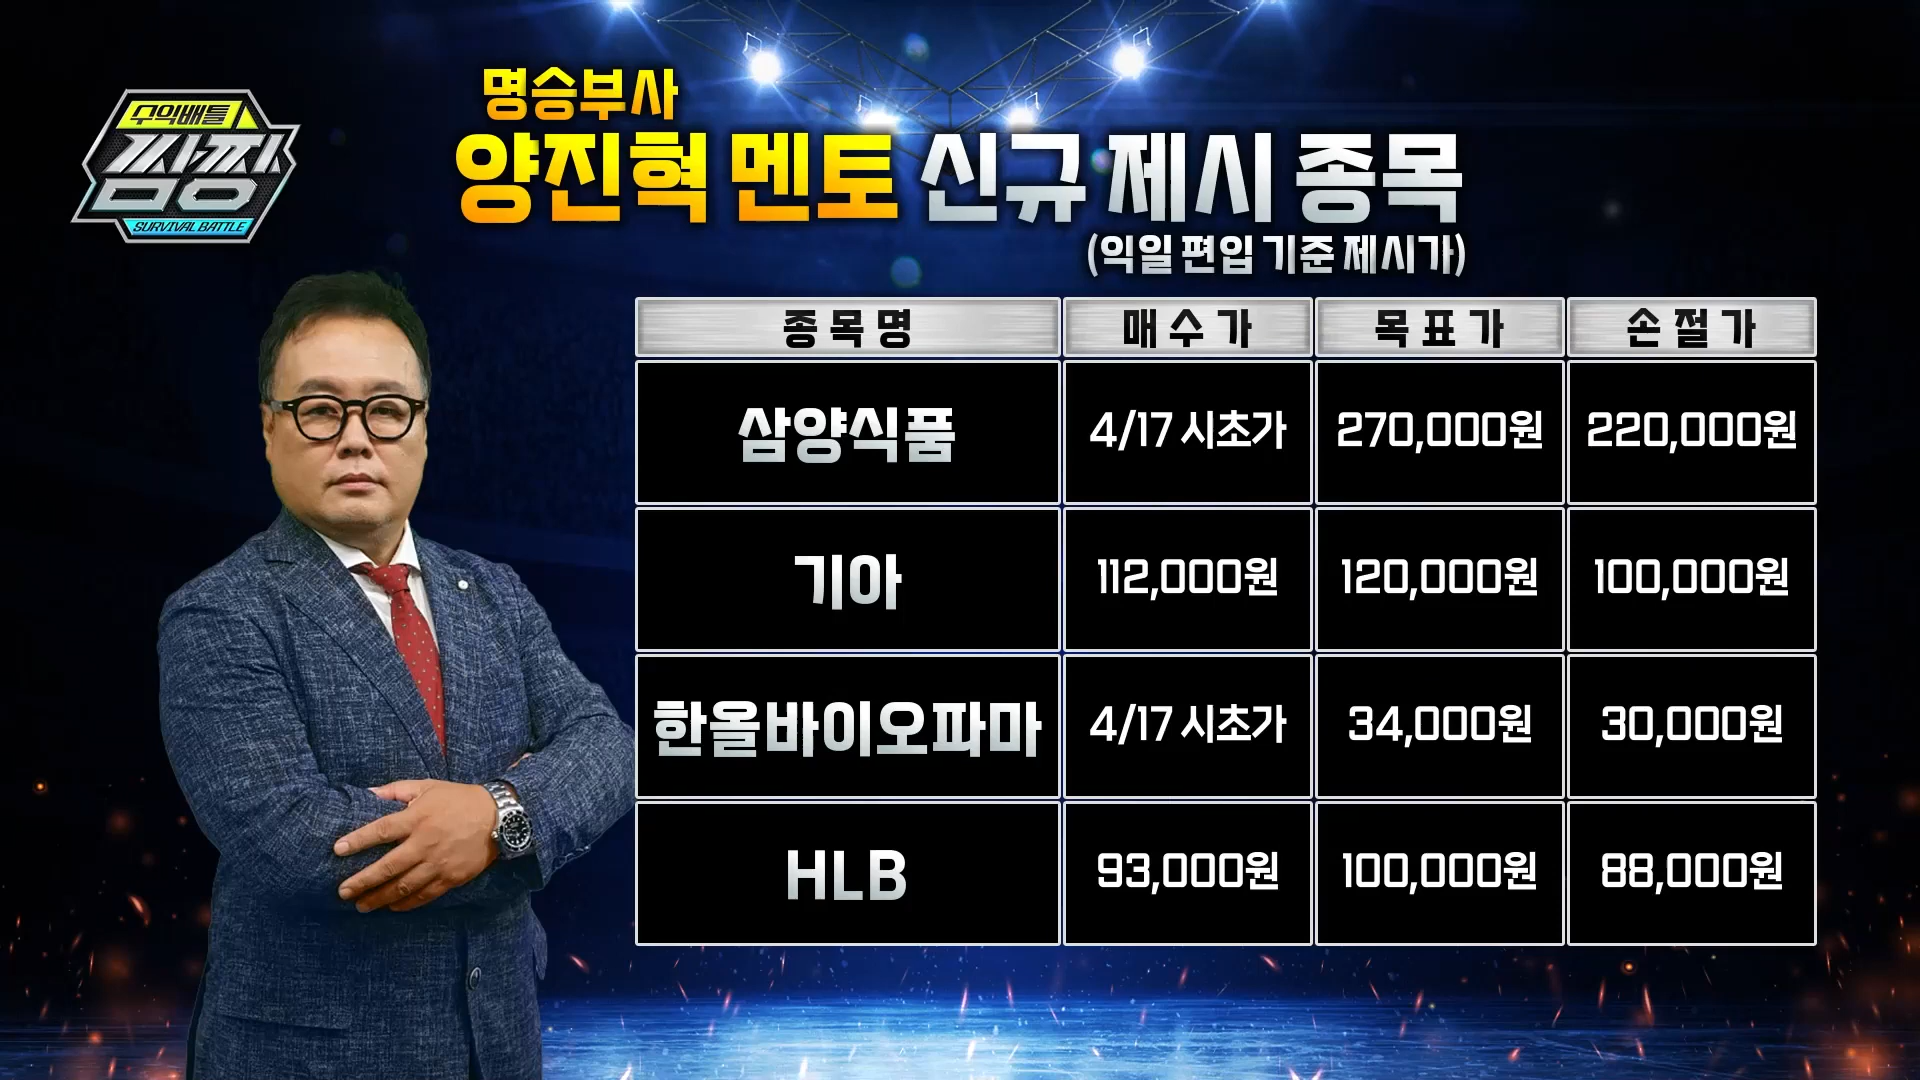 수익배틀
찜쭝
SURVIVAL BATTLE
명승부사
양진혁 멘토 신규 제시 종목
(익일 편입 기준 제시가)
종목명 매수가 목표가 손절가
삼양식품 4/17 시초가 270,000원 220,000원
기아 112,000원 120,000원 100,000원
한올바이오파마 4/17 시초가 34,000원 30,000원
HLB 93,000원 100,000원 88,000원